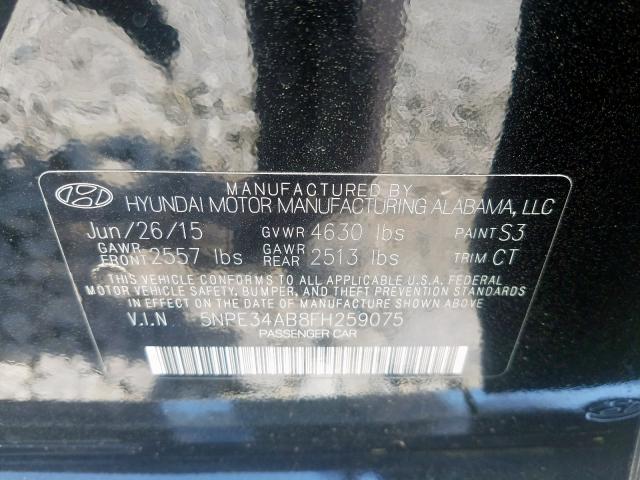 MANUFACTURED BY
HYUNDAI MOTOR MANUFACTURING ALABAMA, LLC
Jun/26/15 GVWR 4630 lbs PAINT S3
GAWR FRONT 2557 lbs GAWR REAR 2513 lbs TRIM CT
THIS VEHICLE CONFORMS TO ALL APPLICABLE U.S.A. FEDERAL
MOTOR VEHICLE SAFETY, BUMPER, AND THEFT PREVENTION
STANDARDS IN EFFECT ON THE DATE OF MANUFACTURE SHOWN ABOVE.
V.I.N 5NPE34AB8FH259075
PASSENGER CAR